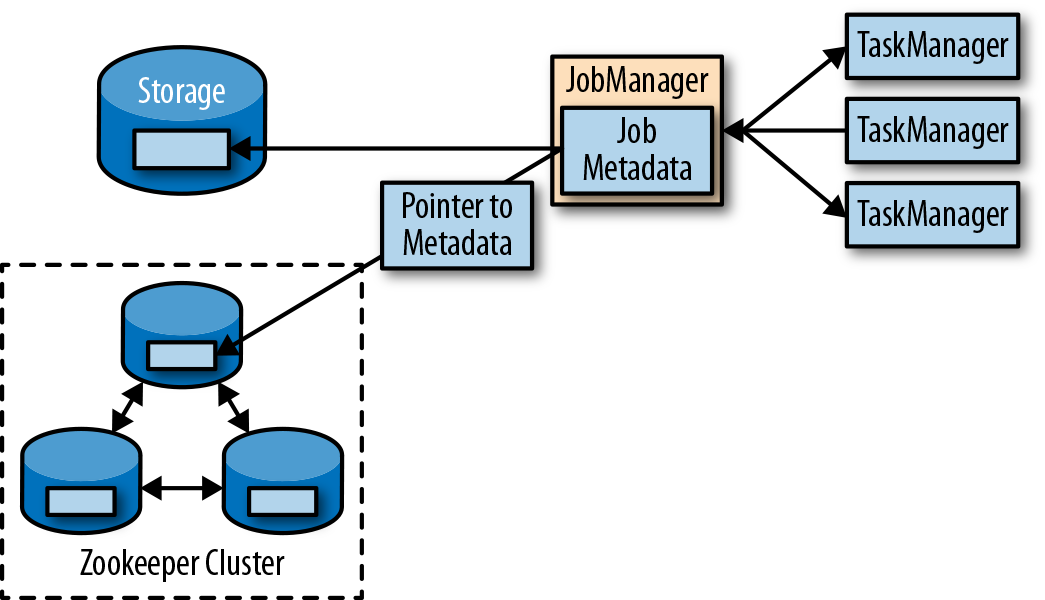 Storage
JobManager
Job
Metadata
TaskManager
TaskManager
TaskManager
Pointer to
Metadata
Zookeeper Cluster